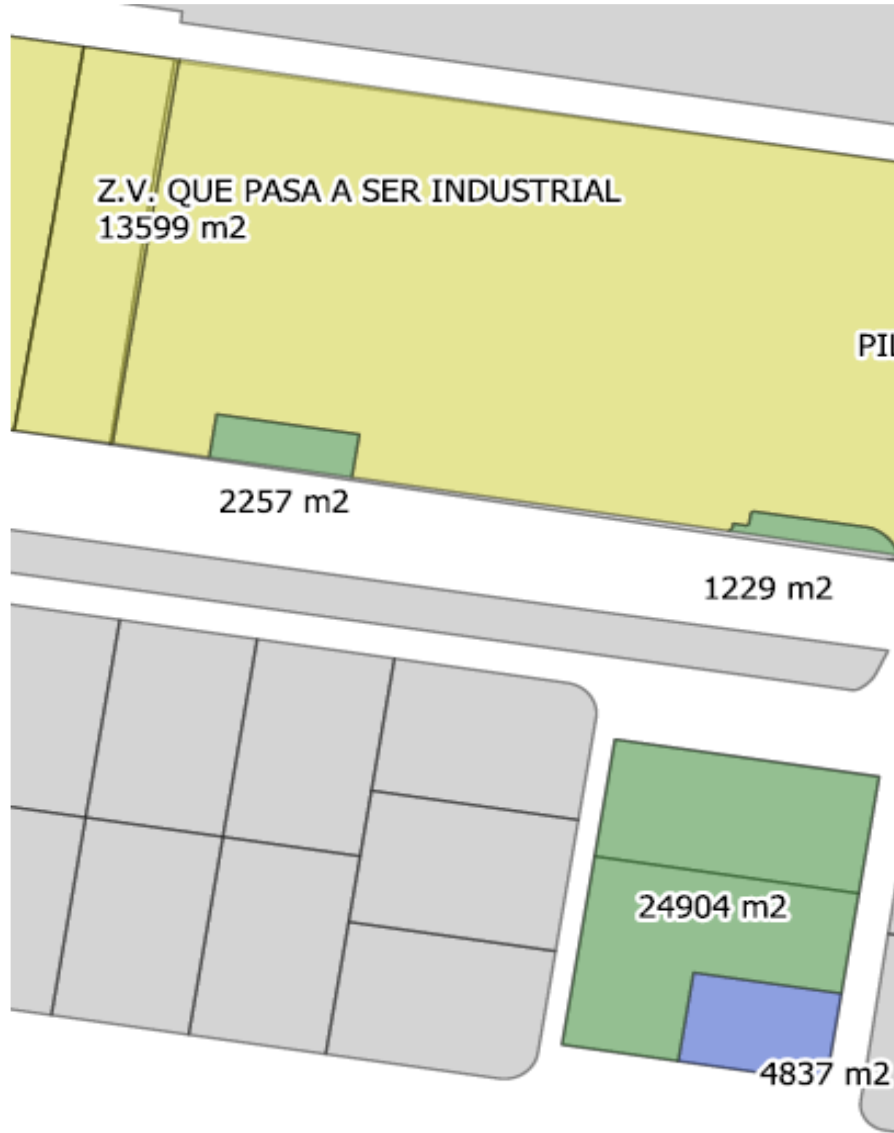 Z.V. QUE PASA A SER INDUSTRIAL
13599 m2
2257 m2
1229 m2
24904 m2
4837 m2